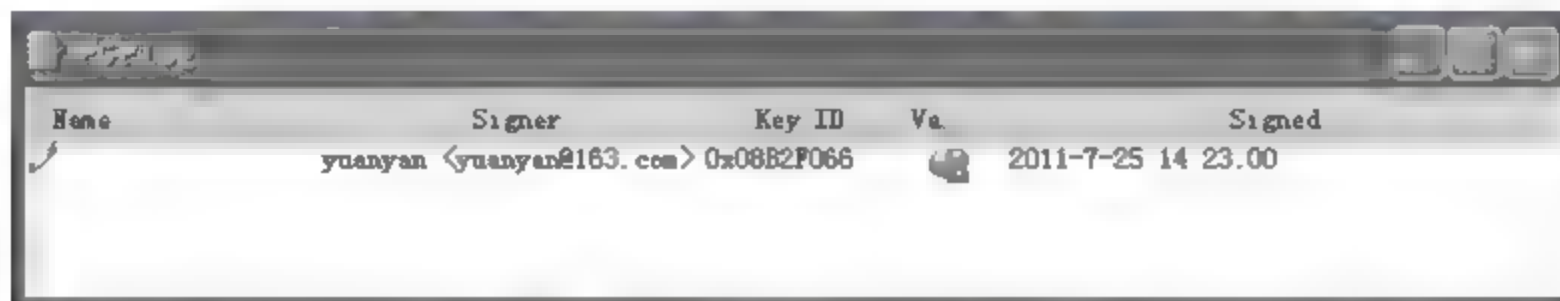 Name Signer Key ID Va. Signed
yuanyan <yuanyan@163.com> 0x08B2F066 2011-7-25 14 23.00